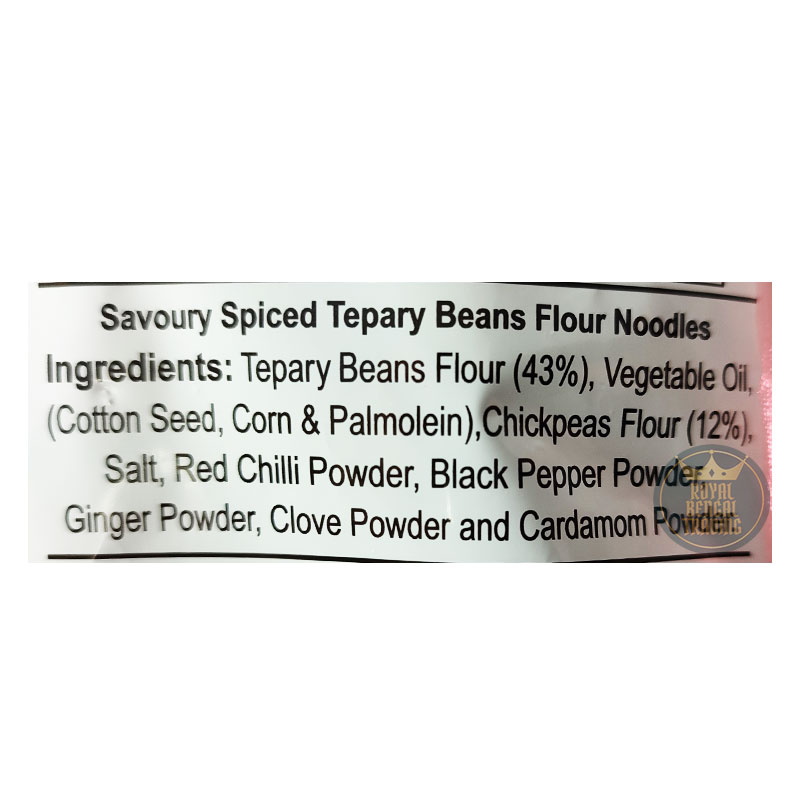 Savoury Spiced Tepary Beans Flour Noodles
Ingredients: Tepary Beans Flour (43%), Vegetable Oil,
(Cotton Seed, Corn & Palmolein),Chickpeas Flour (12%),
Salt, Red Chilli Powder, Black Pepper Powder
Ginger Powder, Clove Powder and Cardamom Powder.
ROYAL
BENGAL